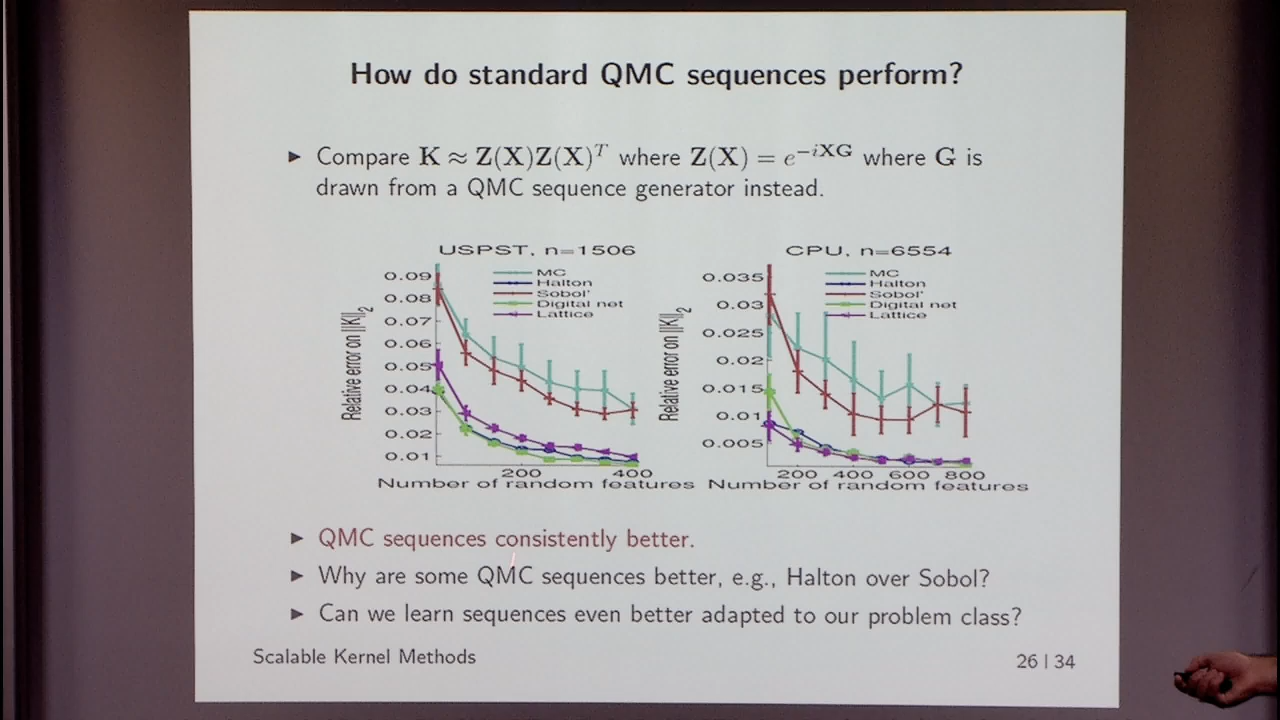 How do standard QMC sequences perform?
▶ Compare K ≈ Z(X)Z(X)ᵀ where Z(X) = e^{−iXG} where G is
drawn from a QMC sequence generator instead.
USPST, n=1506
MC
Halton
Sobol'
Digital net
Lattice
0.09
0.08
0.07
0.06
0.05
0.04
0.03
0.02
0.01
Relative error on ||K||₂
200
400
Number of random features
CPU, n=6554
MC
Halton
Sobol'
Digital net
Lattice
0.035
0.03
0.025
0.02
0.015
0.01
0.005
Relative error on ||K||₂
200
400
600
800
Number of random features
▶ QMC sequences consistently better.
▶ Why are some QMC sequences better, e.g., Halton over Sobol?
▶ Can we learn sequences even better adapted to our problem class?
Scalable Kernel Methods
26 | 34